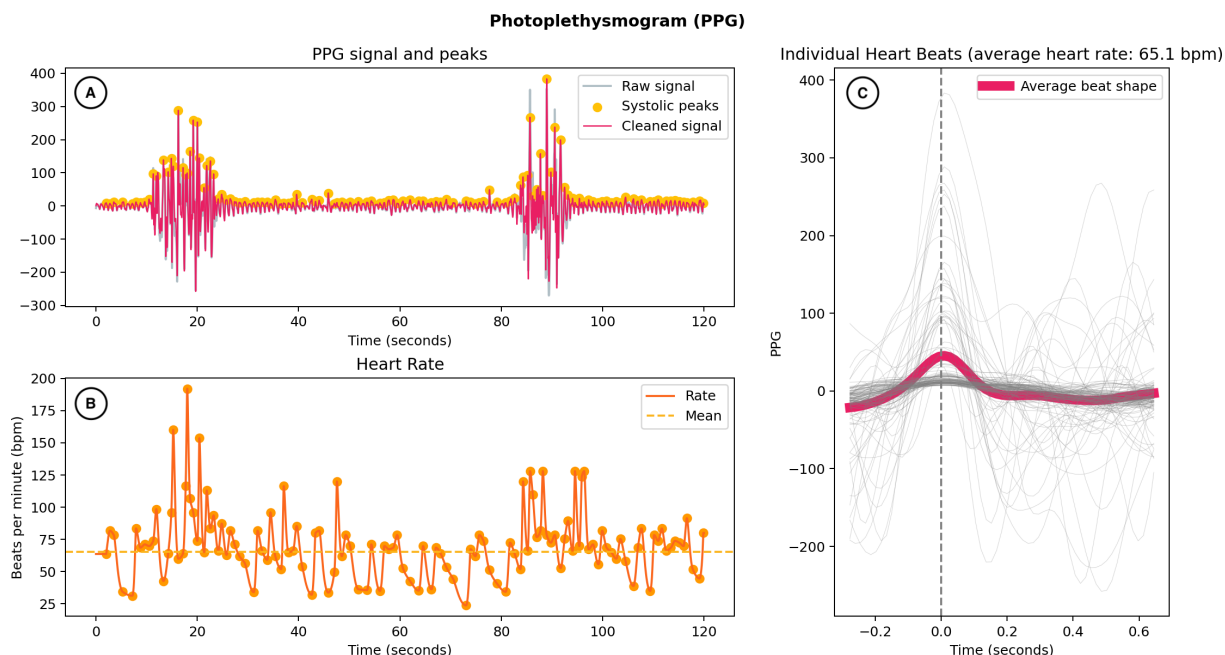 Photoplethysmogram (PPG)
PPG signal and peaks
A
Raw signal
Systolic peaks
Cleaned signal
400
300
200
100
0
−100
−200
−300
0 20 40 60 80 100 120
Time (seconds)
Heart Rate
B
Rate
Mean
Beats per minute (bpm)
200
175
150
125
100
75
50
25
0 20 40 60 80 100 120
Time (seconds)
Individual Heart Beats (average heart rate: 65.1 bpm)
C
Average beat shape
PPG
400
300
200
100
0
−100
−200
−0.2 0.0 0.2 0.4 0.6
Time (seconds)